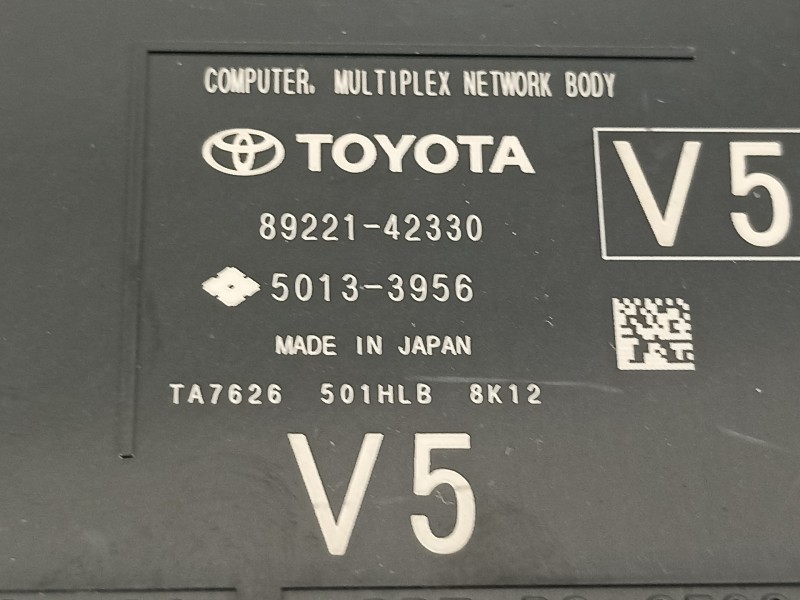 COMPUTER, MULTIPLEX NETWORK BODY
TOYOTA
V5
89221-42330
5013-3956
MADE IN JAPAN
TA7626 501HLB 8K12
V5